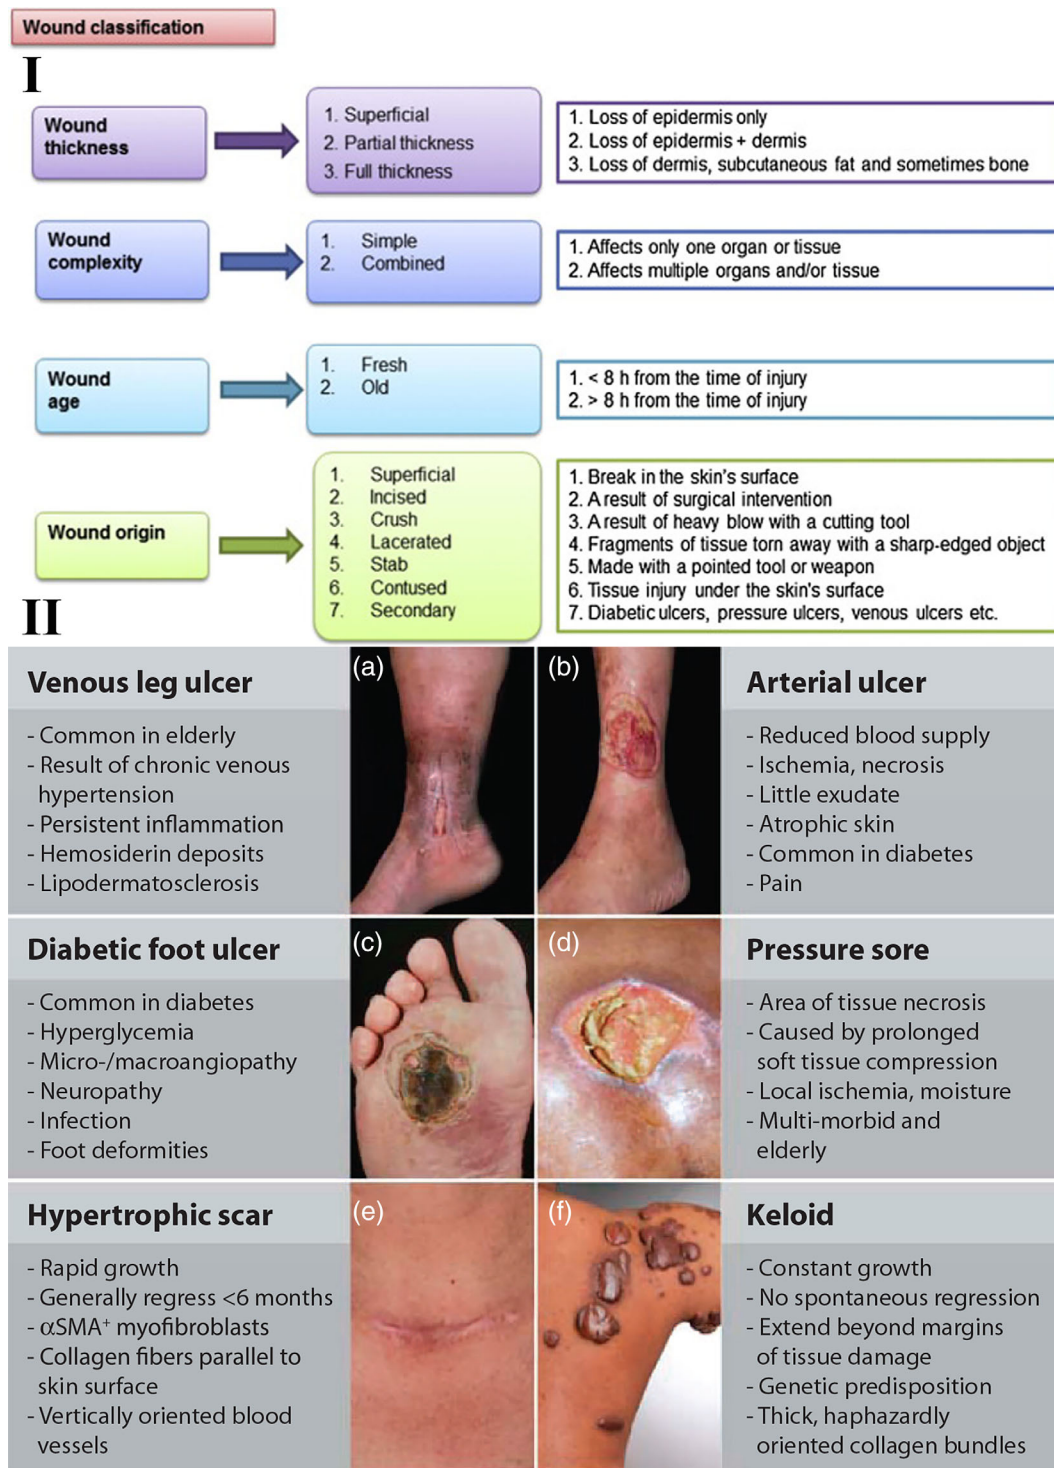 Wound classification
I
Wound
thickness
1. Superficial
2. Partial thickness
3. Full thickness
1. Loss of epidermis only
2. Loss of epidermis + dermis
3. Loss of dermis, subcutaneous fat and sometimes bone
Wound
complexity
1. Simple
2. Combined
1. Affects only one organ or tissue
2. Affects multiple organs and/or tissue
Wound
age
1. Fresh
2. Old
1. < 8 h from the time of injury
2. > 8 h from the time of injury
Wound origin
1. Superficial
2. Incised
3. Crush
4. Lacerated
5. Stab
6. Contused
7. Secondary
1. Break in the skin's surface
2. A result of surgical intervention
3. A result of heavy blow with a cutting tool
4. Fragments of tissue torn away with a sharp-edged object
5. Made with a pointed tool or weapon
6. Tissue injury under the skin's surface
7. Diabetic ulcers, pressure ulcers, venous ulcers etc.
II
Venous leg ulcer
- Common in elderly
- Result of chronic venous
hypertension
- Persistent inflammation
- Hemosiderin deposits
- Lipodermatosclerosis
(a)
(b)
Arterial ulcer
- Reduced blood supply
- Ischemia, necrosis
- Little exudate
- Atrophic skin
- Common in diabetes
- Pain
Diabetic foot ulcer
- Common in diabetes
- Hyperglycemia
- Micro-/macroangiopathy
- Neuropathy
- Infection
- Foot deformities
(c)
(d)
Pressure sore
- Area of tissue necrosis
- Caused by prolonged
soft tissue compression
- Local ischemia, moisture
- Multi-morbid and
elderly
Hypertrophic scar
- Rapid growth
- Generally regress <6 months
- αSMA⁺ myofibroblasts
- Collagen fibers parallel to
skin surface
- Vertically oriented blood
vessels
(e)
(f)
Keloid
- Constant growth
- No spontaneous regression
- Extend beyond margins
of tissue damage
- Genetic predisposition
- Thick, haphazardly
oriented collagen bundles